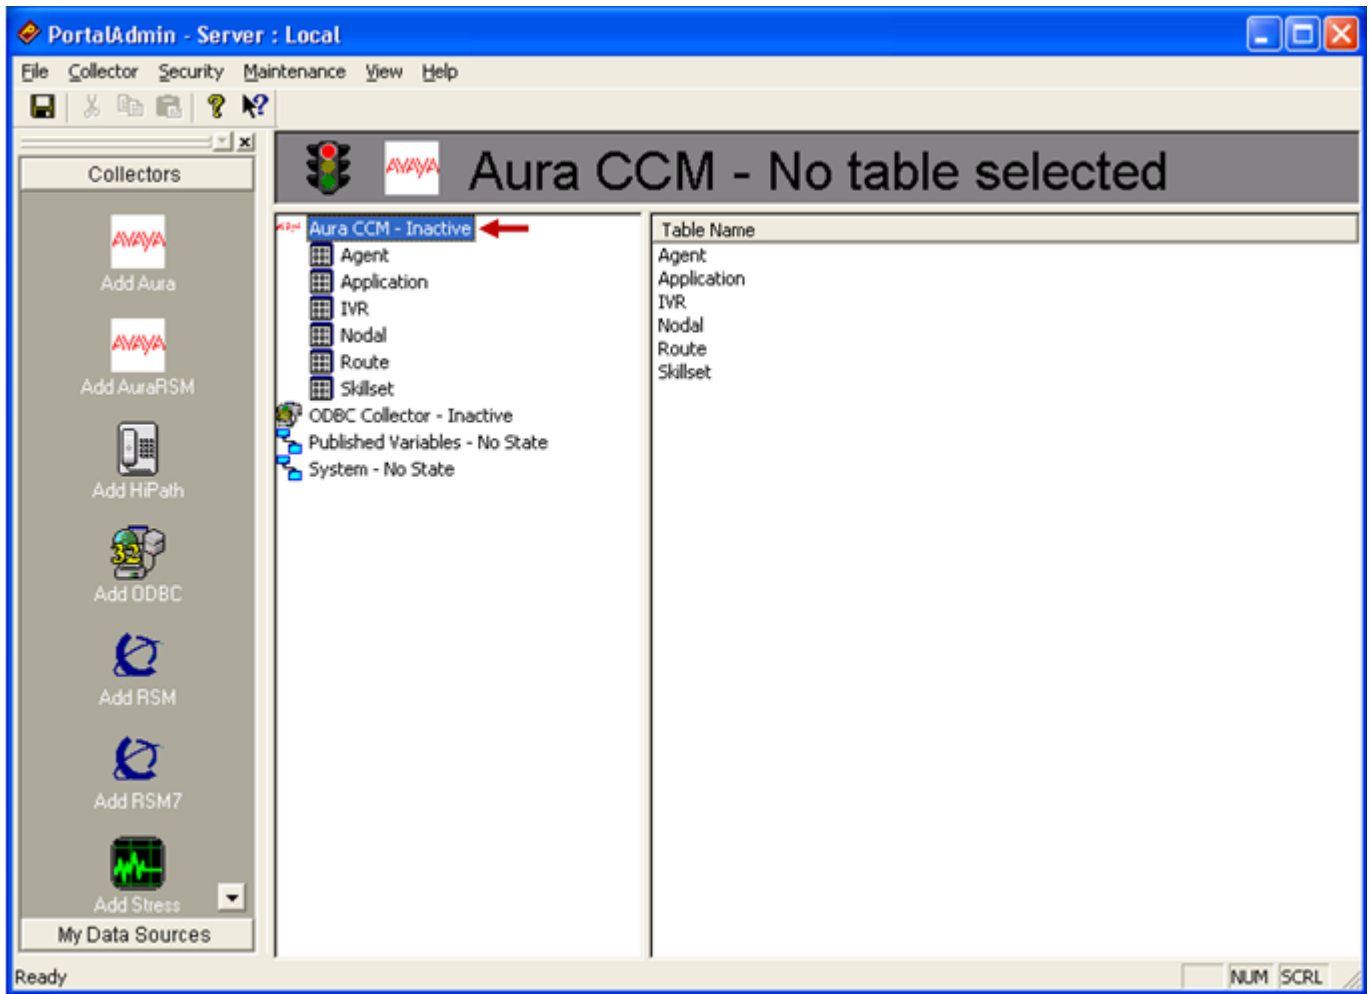 PortalAdmin - Server : Local
File Collector Security Maintenance View Help
Collectors
AVAYA
Add Aura
AVAYA
Add AuraRSM
Add HiPath
32
Add ODBC
Add RSM
Add RSM7
Add Stress
My Data Sources
AVAYA Aura CCM - No table selected
Aura CCM - Inactive
Agent
Application
IVR
Nodal
Route
Skillset
ODBC Collector - Inactive
Published Variables - No State
System - No State
Table Name
Agent
Application
IVR
Nodal
Route
Skillset
Ready
NUM SCRL